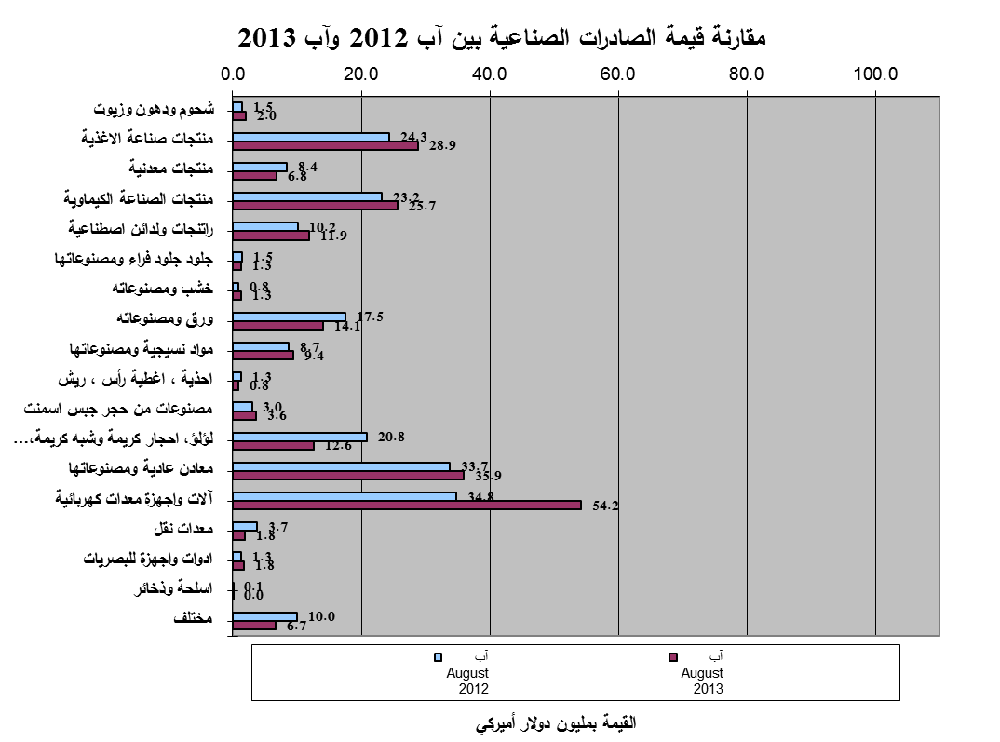 مقارنة قيمة الصادرات الصناعية بين آب 2012 وآب 2013
0.0 20.0 40.0 60.0 80.0 100.0
شحوم ودهون وزيوت 1.5 2.0
منتجات صناعة الاغذية 24.3 28.9
منتجات معدنية 8.4 6.8
منتجات الصناعة الكيماوية 23.2 25.7
راتنجات ولدائن اصطناعية 10.2 11.9
جلود جلود فراء ومصنوعاتها 1.5 1.3
خشب ومصنوعاته 0.8 1.3
ورق ومصنوعاته 17.5 14.1
مواد نسيجية ومصنوعاتها 8.7 9.4
احذية ، اغطية رأس ، ريش 1.3 0.8
مصنوعات من حجر جبس اسمنت 3.0 3.6
لؤلؤ، احجار كريمة وشبه كريمة،... 20.8 12.6
معادن عادية ومصنوعاتها 33.7 35.9
آلات واجهزة معدات كهربائية 34.8 54.2
معدات نقل 3.7 1.8
ادوات واجهزة للبصريات 1.3 1.8
اسلحة وذخائر 0.1 0.0
مختلف 10.0 6.7
آب
August
2012
آب
August
2013
القيمة بمليون دولار أميركي